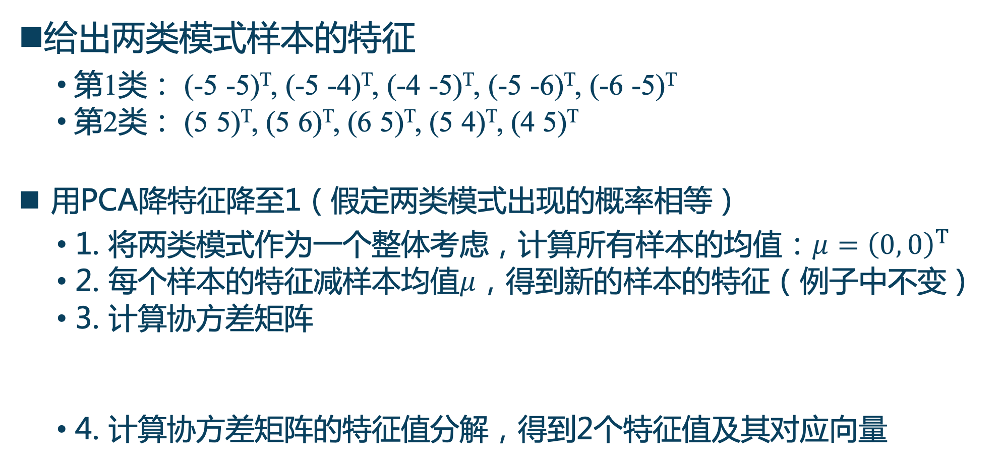 ■给出两类模式样本的特征
• 第1类： (-5 -5)ᵀ, (-5 -4)ᵀ, (-4 -5)ᵀ, (-5 -6)ᵀ, (-6 -5)ᵀ
• 第2类： (5 5)ᵀ, (5 6)ᵀ, (6 5)ᵀ, (5 4)ᵀ, (4 5)ᵀ
■ 用PCA降特征降至1（假定两类模式出现的概率相等）
• 1. 将两类模式作为一个整体考虑，计算所有样本的均值：μ = (0, 0)ᵀ
• 2. 每个样本的特征减样本均值μ，得到新的样本的特征（例子中不变）
• 3. 计算协方差矩阵
• 4. 计算协方差矩阵的特征值分解，得到2个特征值及其对应向量